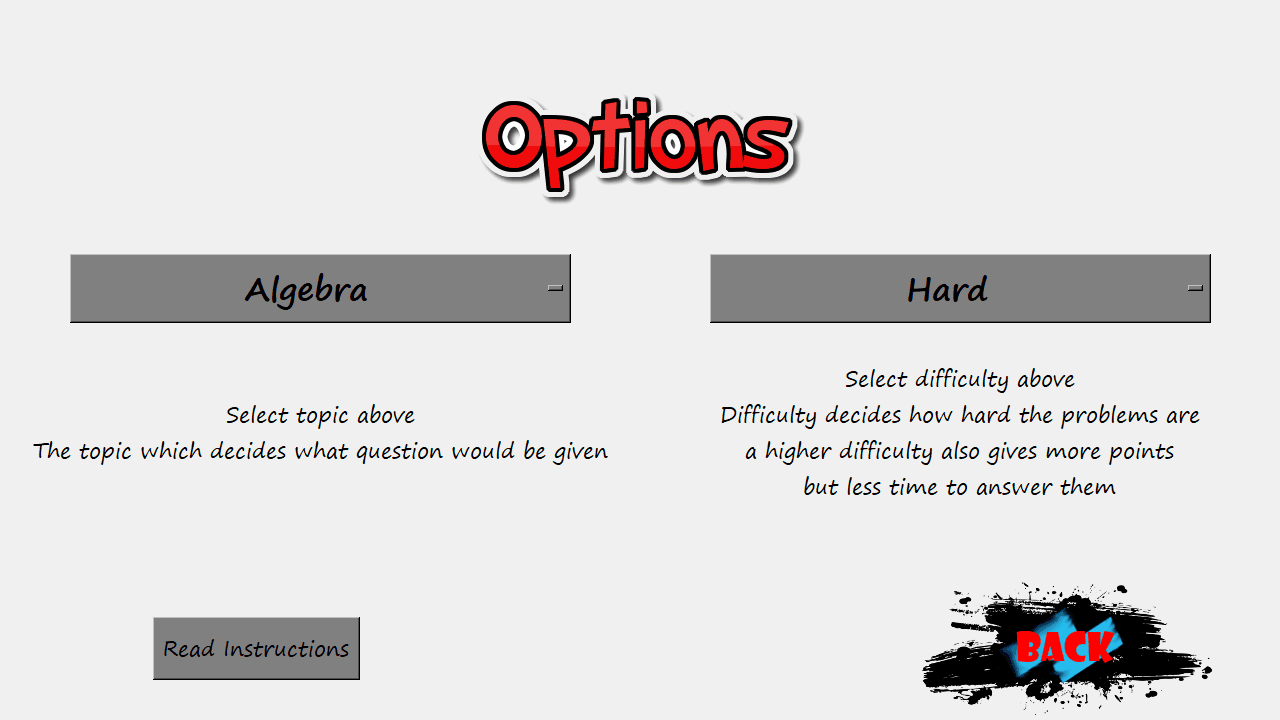 Options
Algebra
Hard
Select topic above
The topic which decides what question would be given
Select difficulty above
Difficulty decides how hard the problems are
a higher difficulty also gives more points
but less time to answer them
Read Instructions
BACK